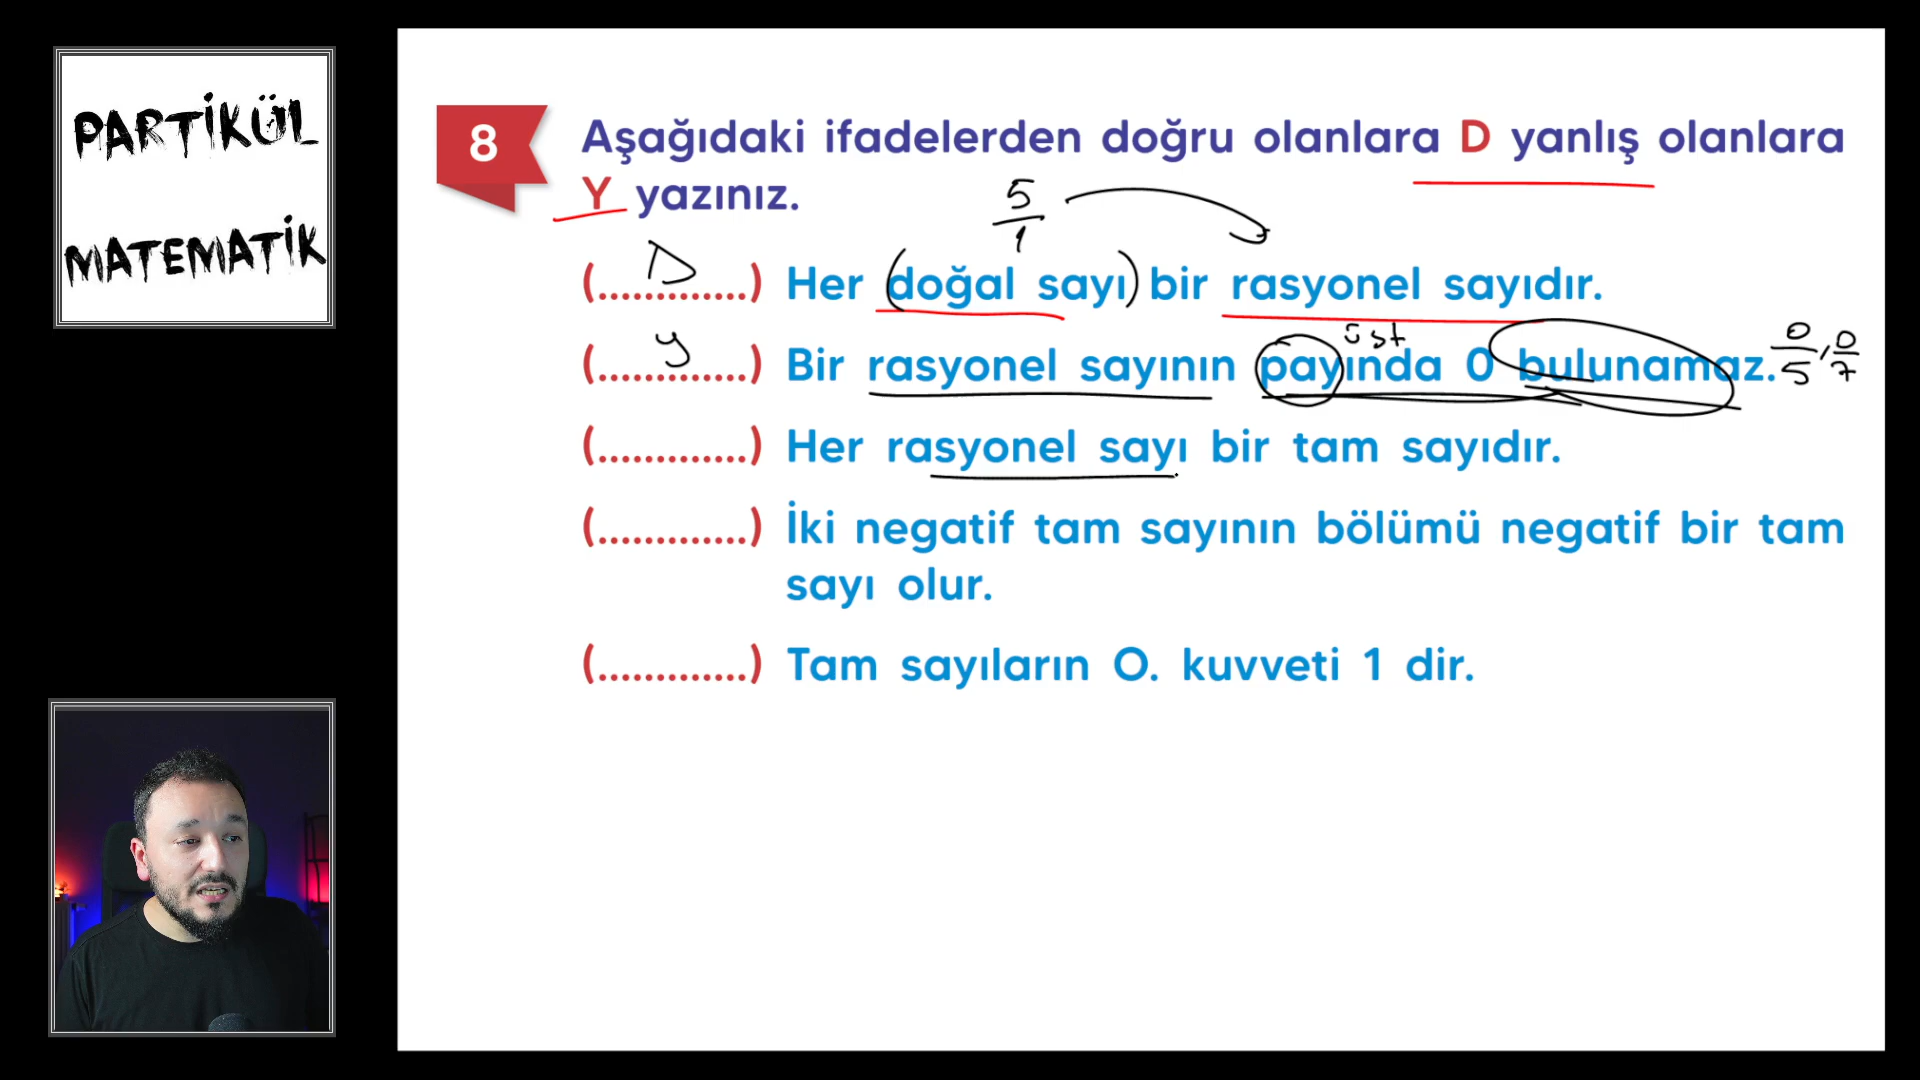 PARTİKÜL
MATEMATİK
8
Aşağıdaki ifadelerden doğru olanlara D yanlış olanlara
Y yazınız.
5/1
(.............) D Her doğal sayı bir rasyonel sayıdır.
üst
(.............) y Bir rasyonel sayının payında 0 bulunamaz. 0/5, 0/7
(.............) Her rasyonel sayı bir tam sayıdır.
(.............) İki negatif tam sayının bölümü negatif bir tam
sayı olur.
(.............) Tam sayıların O. kuvveti 1 dir.